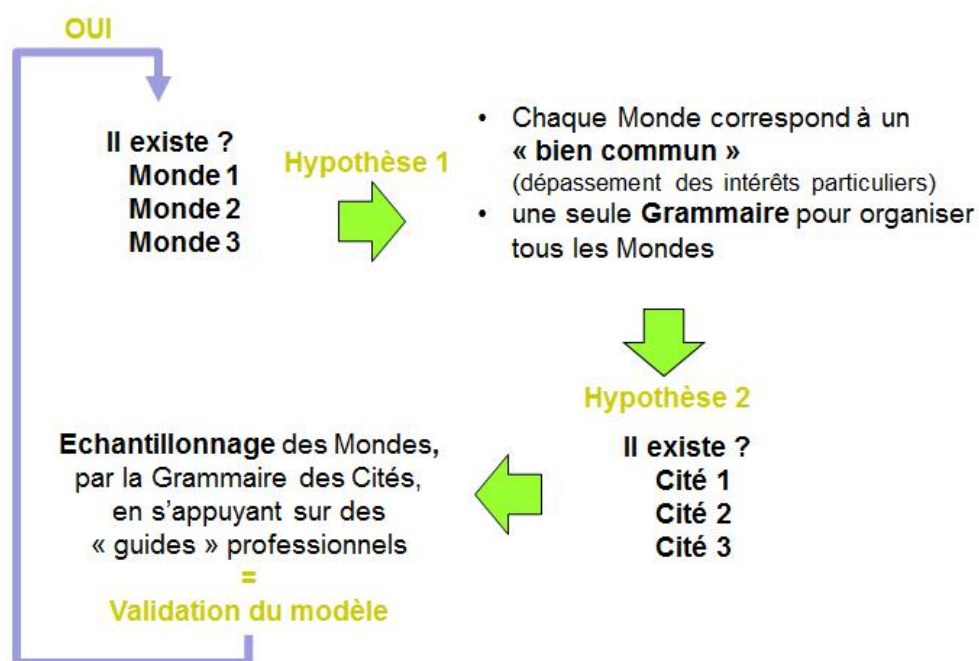 OUI
Il existe ?
Monde 1
Monde 2
Monde 3
Hypothèse 1
• Chaque Monde correspond à un
« bien commun »
(dépassement des intérêts particuliers)
• une seule Grammaire pour organiser
tous les Mondes
Hypothèse 2
Il existe ?
Cité 1
Cité 2
Cité 3
Echantillonnage des Mondes,
par la Grammaire des Cités,
en s'appuyant sur des
« guides » professionnels
=
Validation du modèle